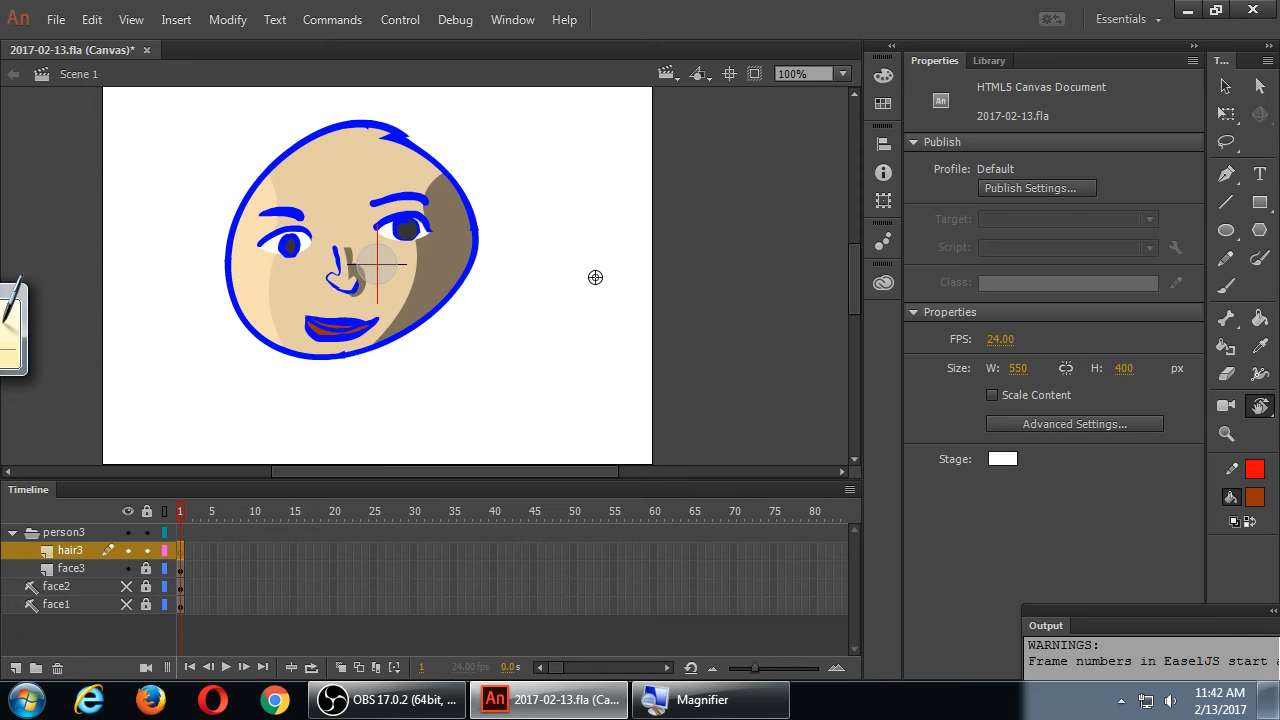 An File Edit View Insert Modify Text Commands Control Debug Window Help Essentials
2017-02-13.fla (Canvas)* ×
Scene 1 100%
Properties Library T...
An HTML5 Canvas Document
2017-02-13.fla
Publish
Profile: Default
Publish Settings...
Target:
Script:
Class:
Properties
FPS: 24.00
Size: W: 550 H: 400 px
Scale Content
Advanced Settings...
Stage:
Timeline
1 5 10 15 20 25 30 35 40 45 50 55 60 65 70 75 80
person3
hair3
face3
face2
face1
1 24.00 fps 0.0 s
Output
WARNINGS:
Frame numbers in EaselJS start
OBS 17.0.2 (64bit, ...
An 2017-02-13.fla (Ca...
Magnifier
11:42 AM
2/13/2017